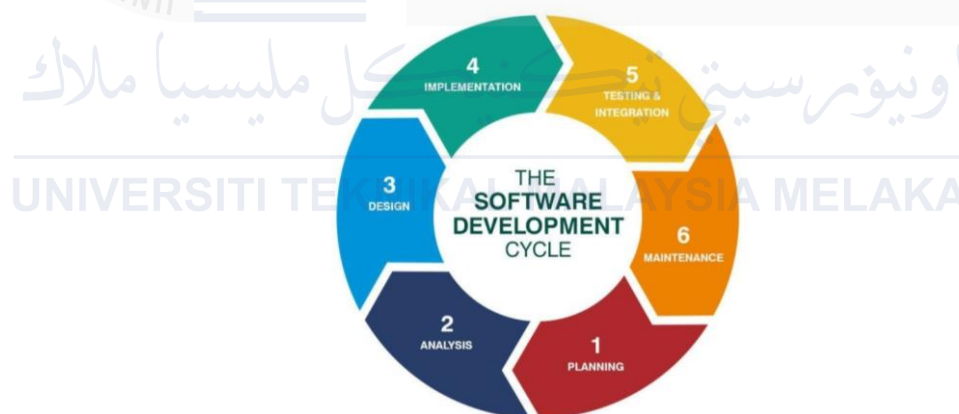 4
IMPLEMENTATION
5
TESTING &
INTEGRATION
اونيۏرسيتي تيكنيكل مليسيا ملاك
3
DESIGN
THE
SOFTWARE
DEVELOPMENT
CYCLE
UNIVERSITI TEKNIKAL MALAYSIA MELAKA
6
MAINTENANCE
2
ANALYSIS
1
PLANNING